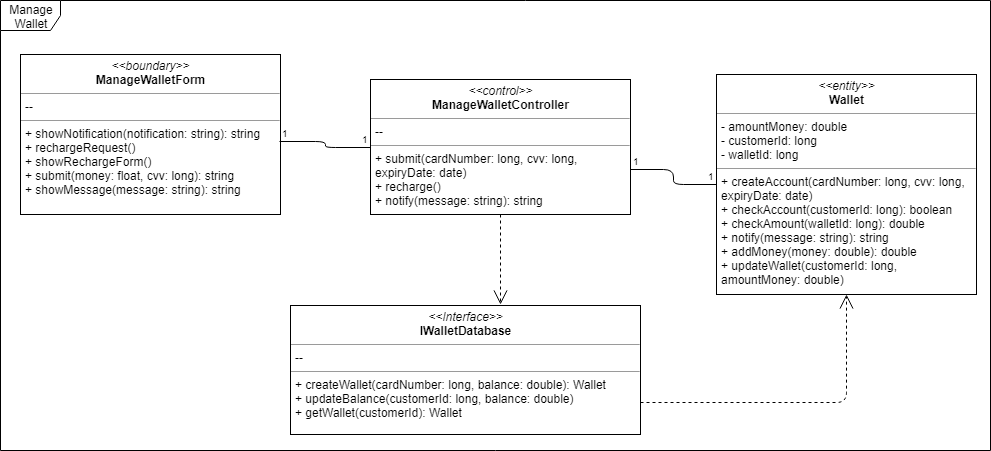 Manage
Wallet
<<boundary>>
ManageWalletForm
--
+ showNotification(notification: string): string
+ rechargeRequest()
+ showRechargeForm()
+ submit(money: float, cvv: long): string
+ showMessage(message: string): string
1
1
<<control>>
ManageWalletController
--
+ submit(cardNumber: long, cvv: long,
expiryDate: date)
+ recharge()
+ notify(message: string): string
1
1
<<entity>>
Wallet
- amountMoney: double
- customerId: long
- walletId: long
+ createAccount(cardNumber: long, cvv: long,
expiryDate: date)
+ checkAccount(customerId: long): boolean
+ checkAmount(walletId: long): double
+ notify(message: string): string
+ addMoney(money: double): double
+ updateWallet(customerId: long,
amountMoney: double)
<<Interface>>
IWalletDatabase
--
+ createWallet(cardNumber: long, balance: double): Wallet
+ updateBalance(customerId: long, balance: double)
+ getWallet(customerId): Wallet